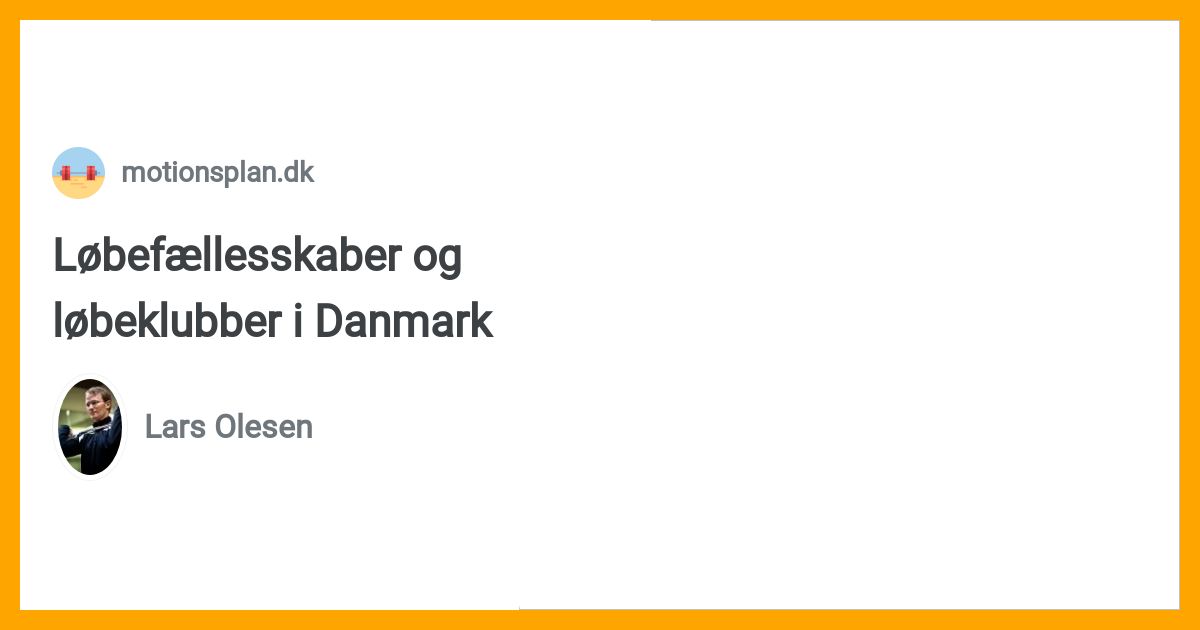 motionsplan.dk
Løbefællesskaber og
løbeklubber i Danmark
Lars Olesen